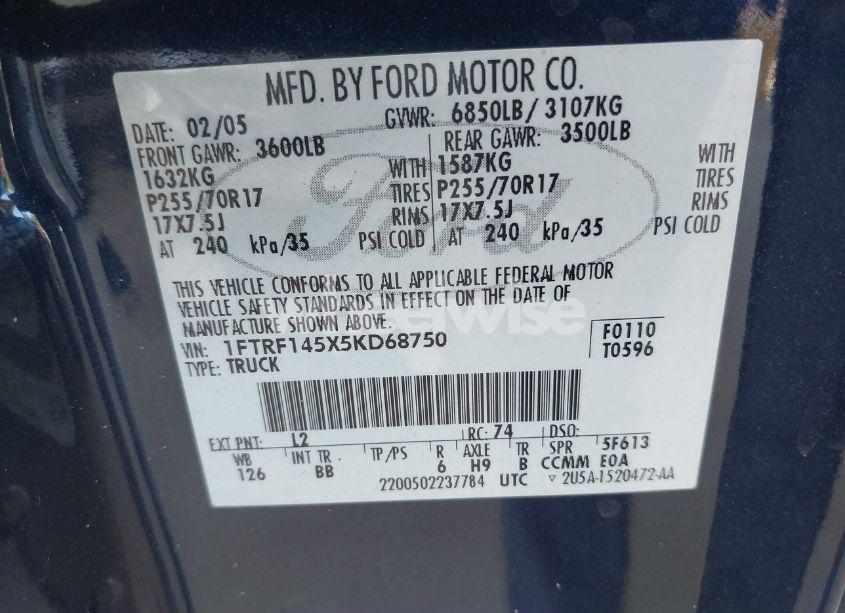 MFD. BY FORD MOTOR CO.
DATE: 02/05 GVWR: 6850LB/ 3107KG
FRONT GAWR: 3600LB REAR GAWR: 3500LB
1632KG WITH 1587KG WITH
P255/70R17 TIRES P255/70R17 TIRES
17X7.5J RIMS 17X7.5J RIMS
AT 240 kPa/35 PSI COLD AT 240 kPa/35 PSI COLD
Ford
THIS VEHICLE CONFORMS TO ALL APPLICABLE FEDERAL MOTOR
VEHICLE SAFETY STANDARDS IN EFFECT ON THE DATE OF
MANUFACTURE SHOWN ABOVE.
VIN: 1FTRF145X5KD68750 F0110
TYPE: TRUCK T0596
EXT PNT: L2 RC: 74 DSO:
WB INT TR TP/PS R AXLE TR SPR 5F613
126 BB 6 H9 B CCMM E0A
2200502237784 UTC ▽ 2U5A-1520472-AA